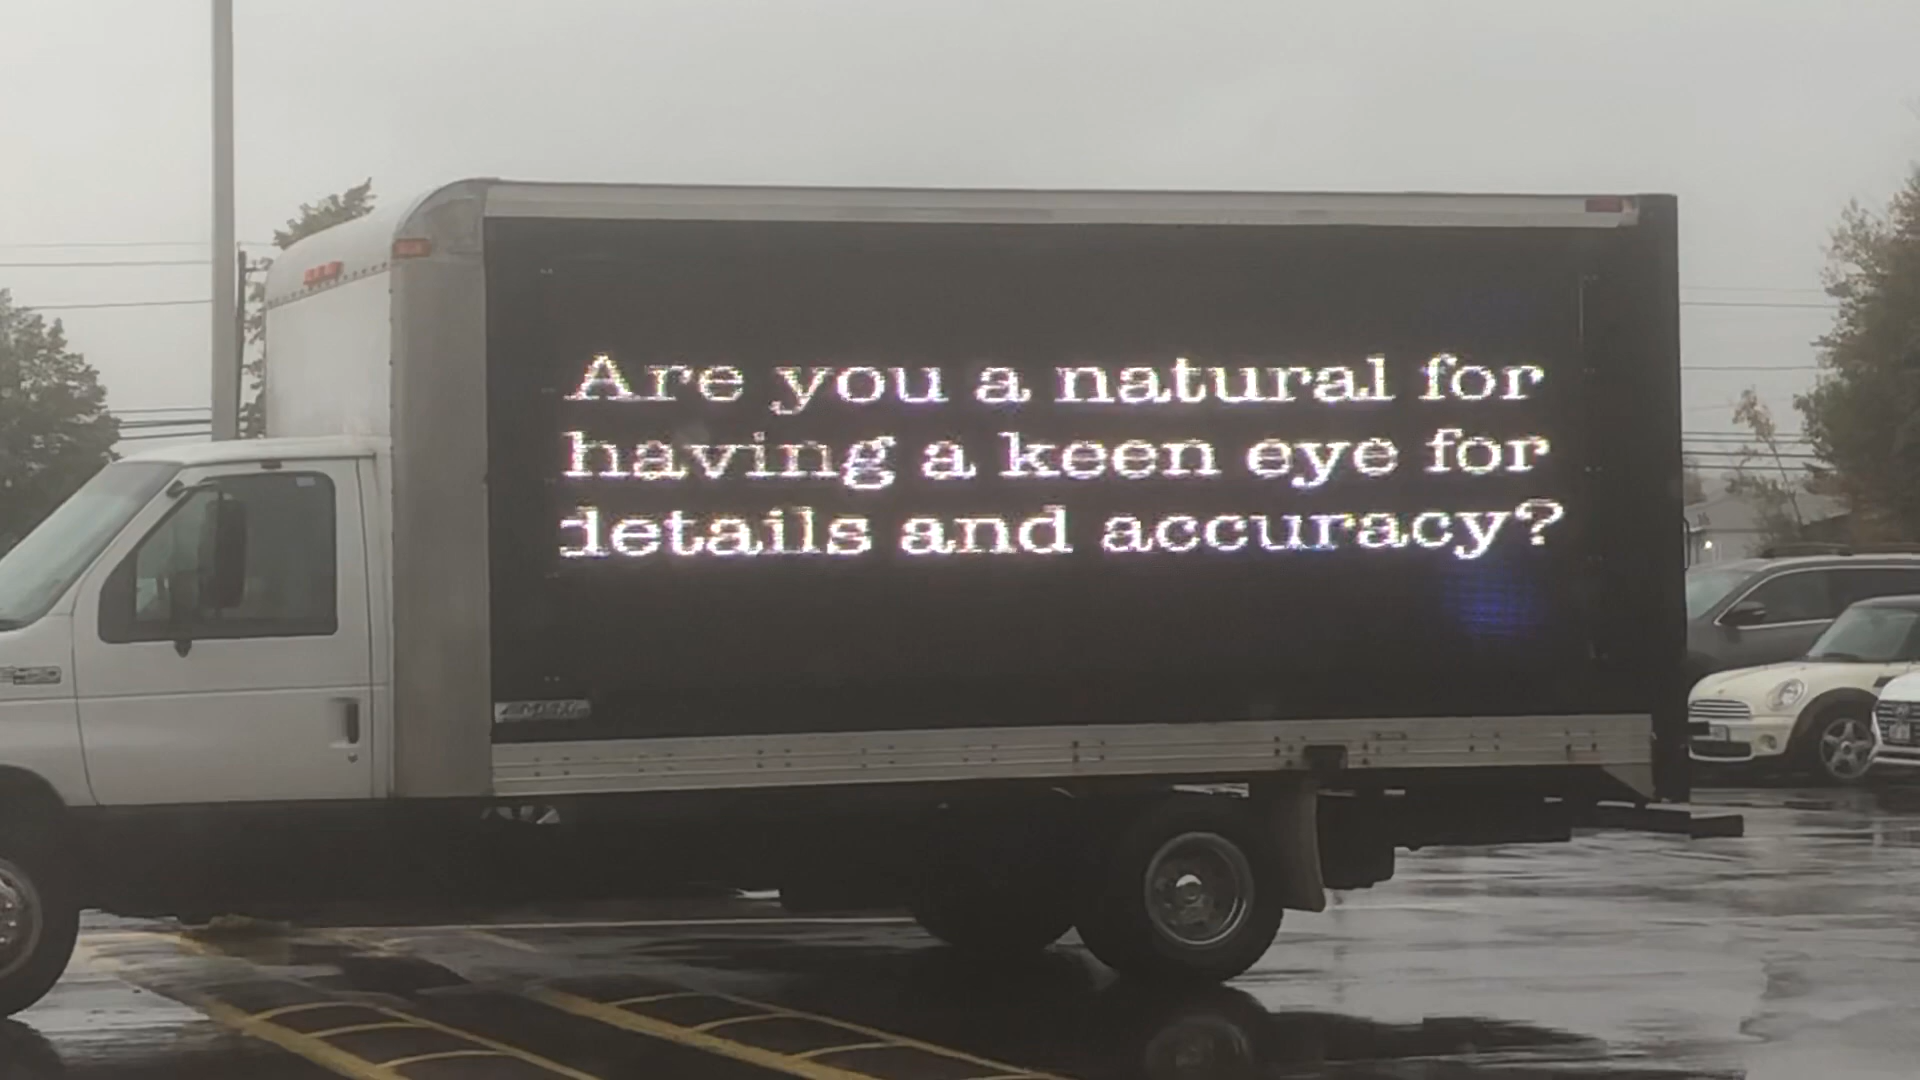 Are you a natural for
having a keen eye for
details and accuracy?